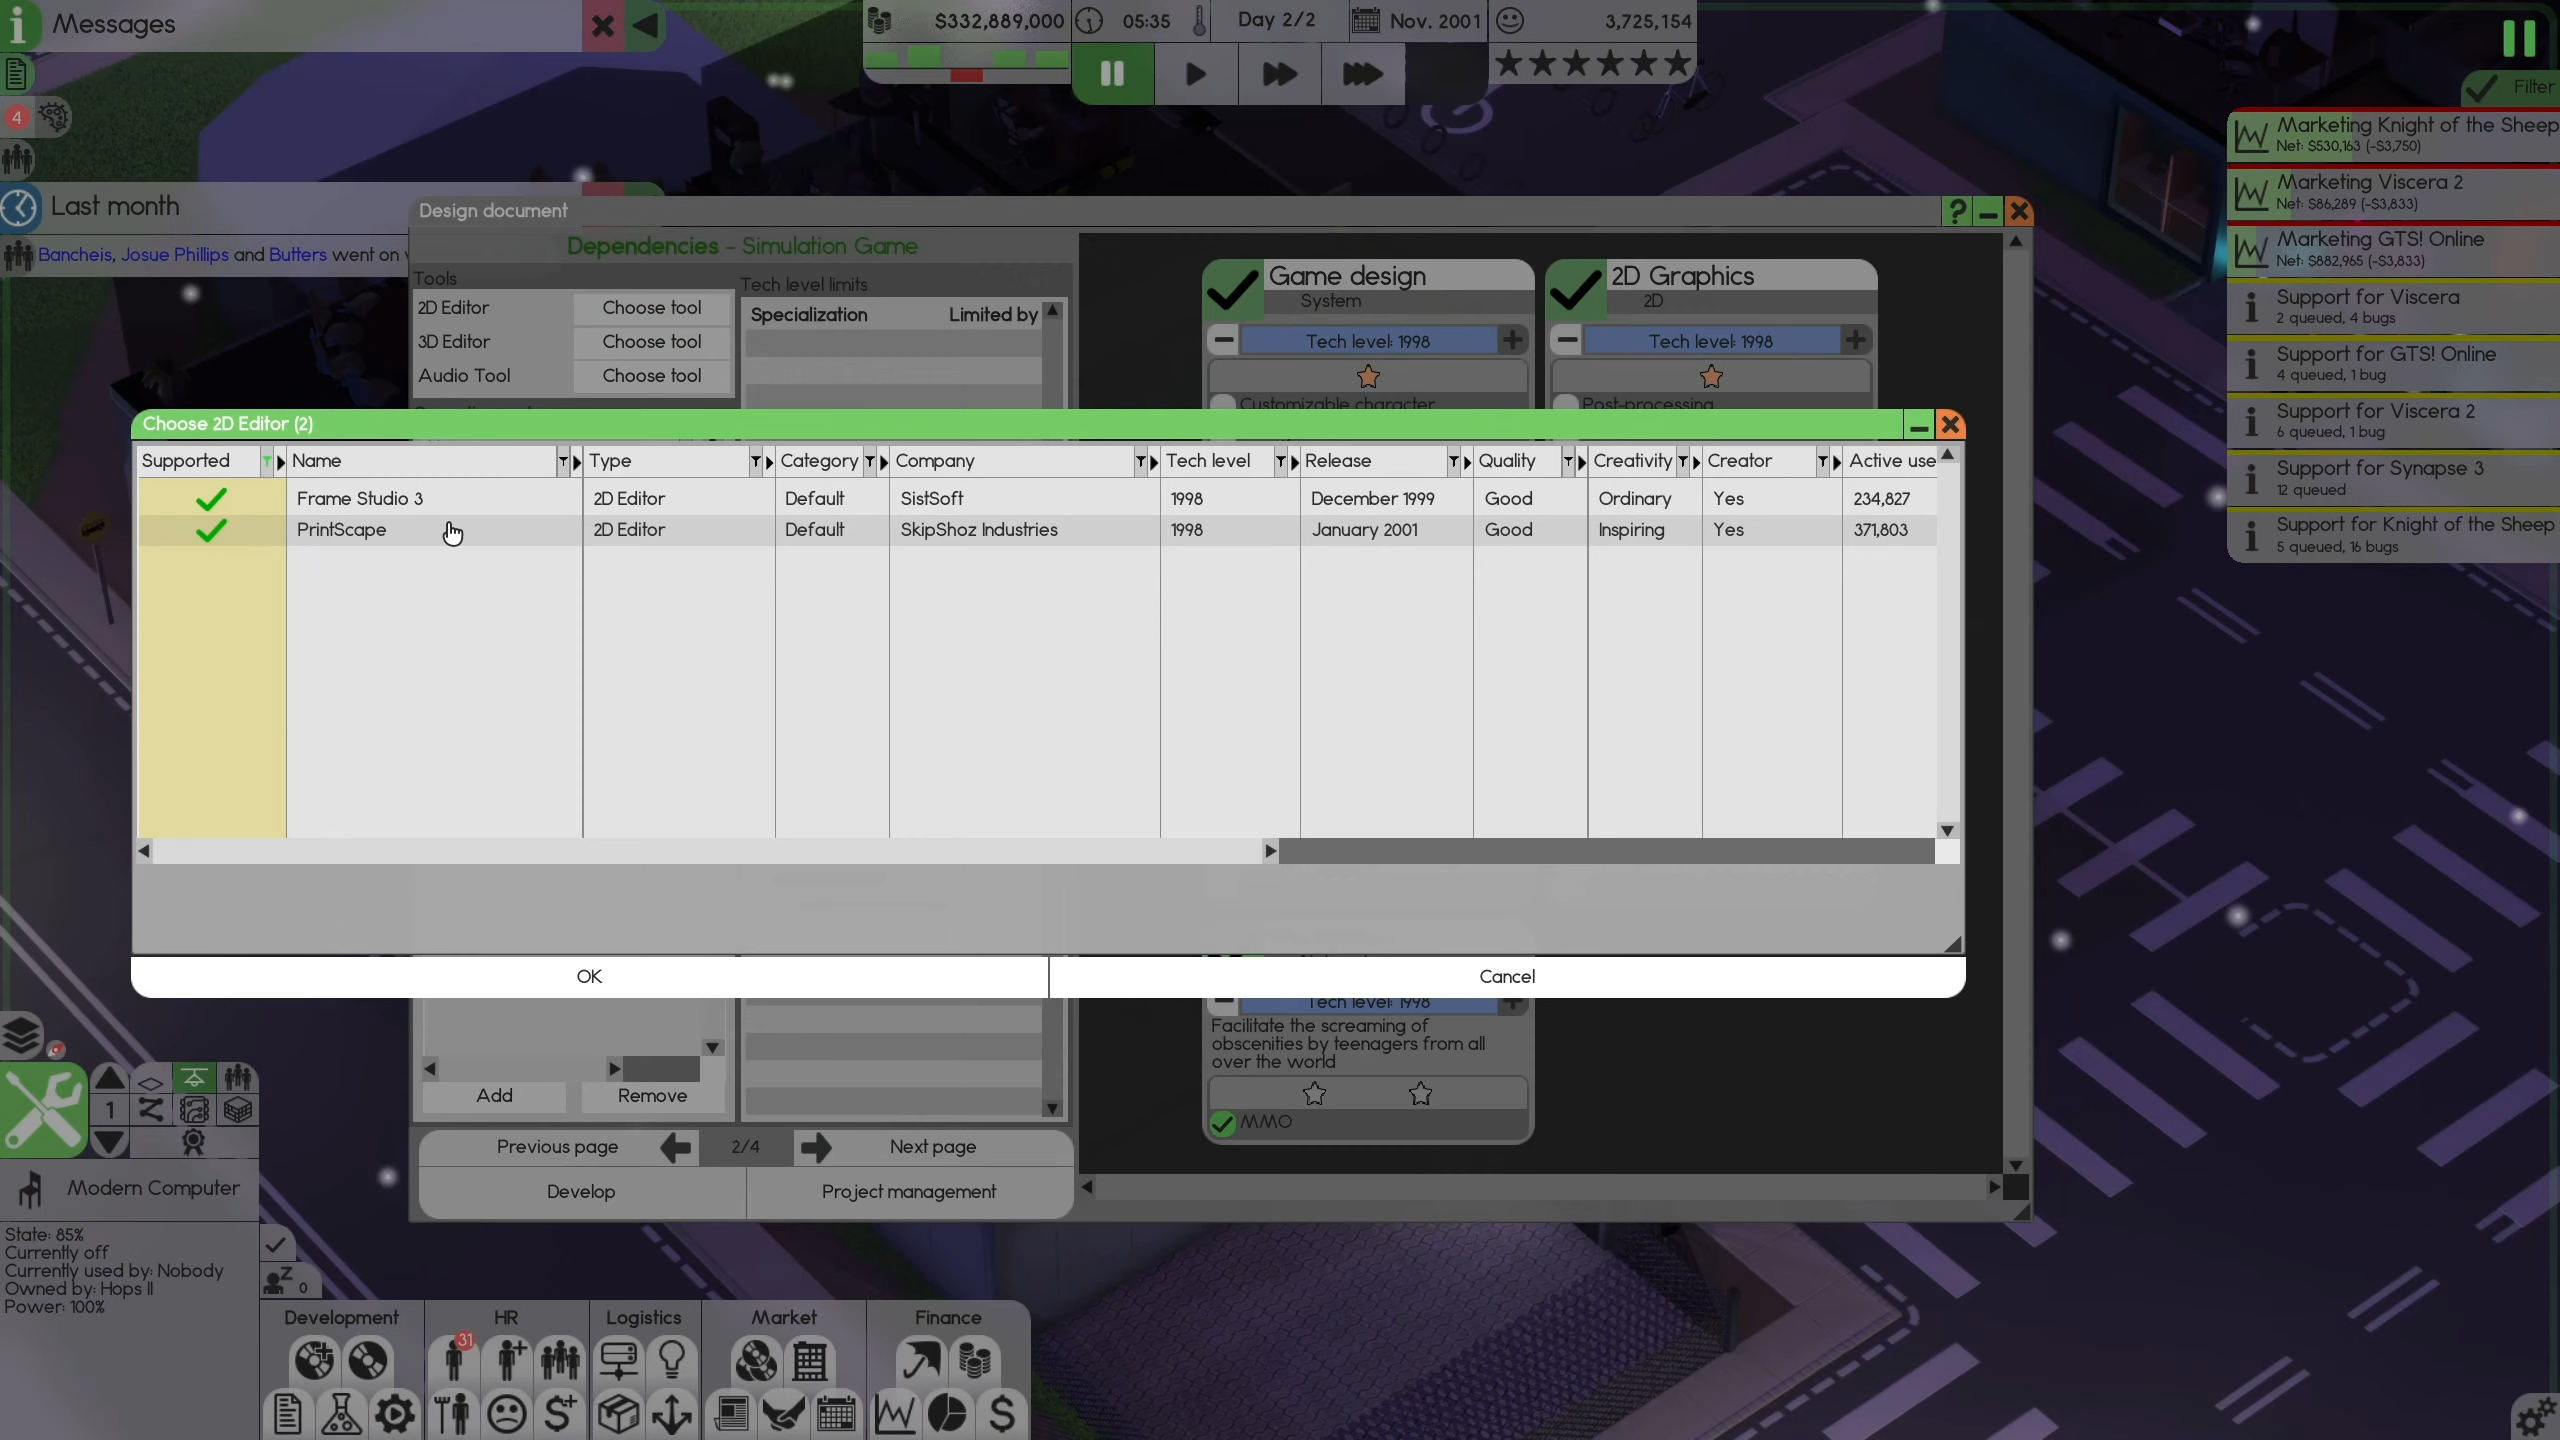 Messages
$332,889,000
05:35
Day 2/2
Nov. 2001
3,725,154
Filter
4
Marketing Knight of the Sheep
Net: $530,163 (-$3,750)
Marketing Viscera 2
Net: $86,289 (-$3,833)
Marketing GTS! Online
Net: $882,965 (-$3,833)
Support for Viscera
2 queued, 4 bugs
Support for GTS! Online
4 queued, 1 bug
Support for Viscera 2
6 queued, 1 bug
Support for Synapse 3
12 queued
Support for Knight of the Sheep
5 queued, 16 bugs
Last month
Bancheis, Josue Phillips and Butters went on
Design document
?
Dependencies - Simulation Game
Tools
Tech level limits
2D Editor Choose tool
3D Editor Choose tool
Audio Tool Choose tool
Specialization Limited by
Game design
System
Tech level: 1998
Customizable character
2D Graphics
2D
Tech level: 1998
Post-processing
Choose 2D Editor (2)
Supported Name Type Category Company Tech level Release Quality Creativity Creator Active use
Frame Studio 3 2D Editor Default SistSoft 1998 December 1999 Good Ordinary Yes 234,827
PrintScape 2D Editor Default SkipShoz Industries 1998 January 2001 Good Inspiring Yes 371,803
OK
Cancel
Tech level: 1998
Facilitate the screaming of
obscenities by teenagers from all
over the world
MMO
Add
Remove
Previous page
2/4
Next page
Develop
Project management
1
Modern Computer
State: 85%
Currently off
Currently used by: Nobody
Owned by: Hops II
Power: 100%
Z
0
Development
HR
31
Logistics
Market
Finance